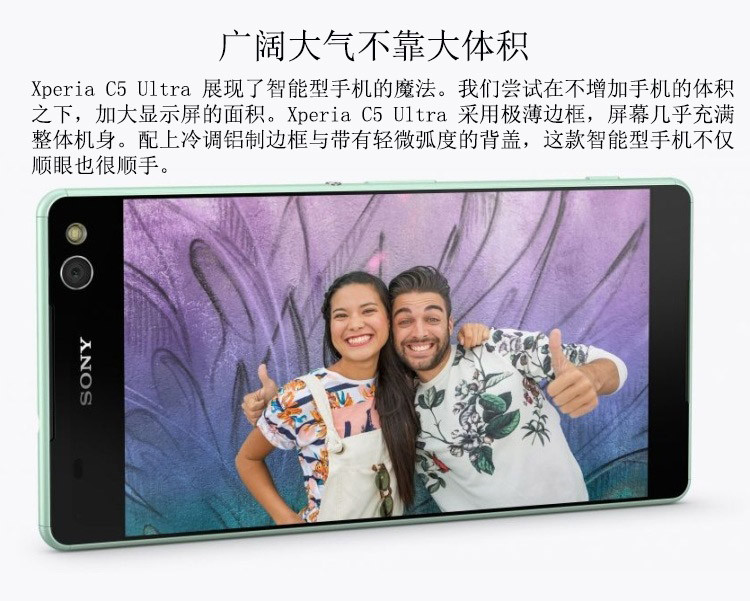 广阔大气不靠大体积
Xperia C5 Ultra 展现了智能型手机的魔法。我们尝试在不增加手机的体积
之下，加大显示屏的面积。Xperia C5 Ultra 采用极薄边框，屏幕几乎充满
整体机身。配上冷调铝制边框与带有轻微弧度的背盖，这款智能型手机不仅
顺眼也很顺手。
SONY